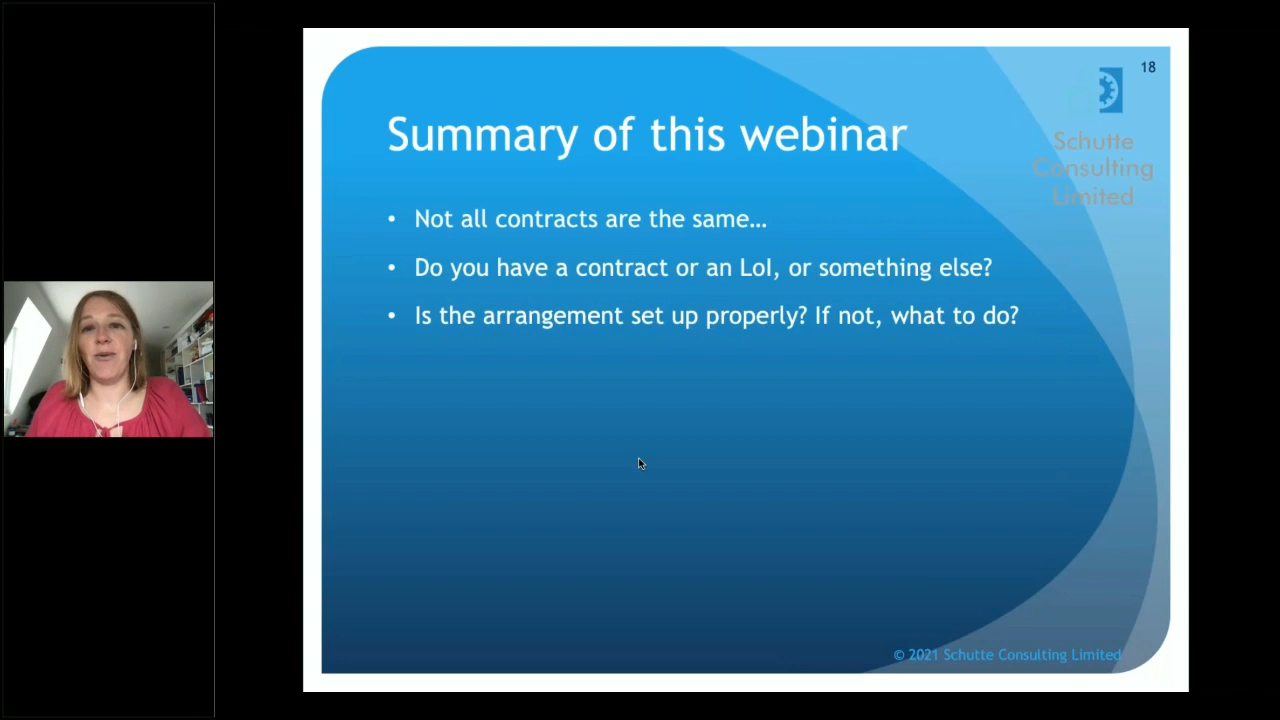 18
Schutte
Consulting
Limited
Summary of this webinar
• Not all contracts are the same…
• Do you have a contract or an LoI, or something else?
• Is the arrangement set up properly? If not, what to do?
© 2021 Schutte Consulting Limited